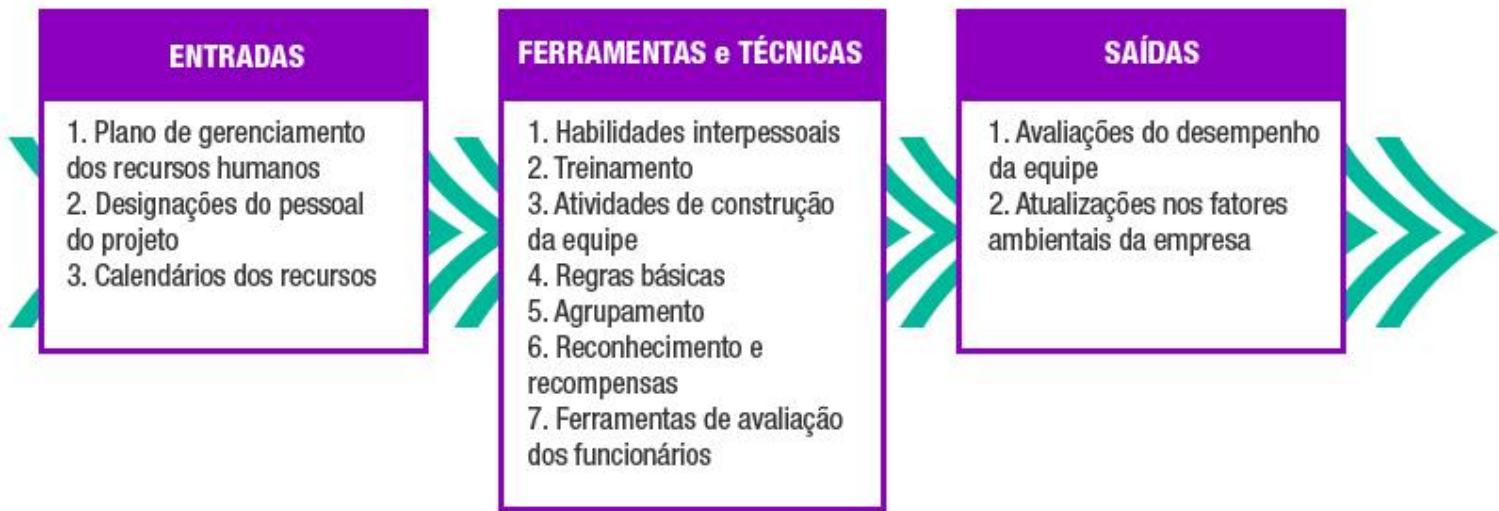 ENTRADAS
1. Plano de gerenciamento
dos recursos humanos
2. Designações do pessoal
do projeto
3. Calendários dos recursos
FERRAMENTAS e TÉCNICAS
1. Habilidades interpessoais
2. Treinamento
3. Atividades de construção
da equipe
4. Regras básicas
5. Agrupamento
6. Reconhecimento e
recompensas
7. Ferramentas de avaliação
dos funcionários
SAÍDAS
1. Avaliações do desempenho
da equipe
2. Atualizações nos fatores
ambientais da empresa